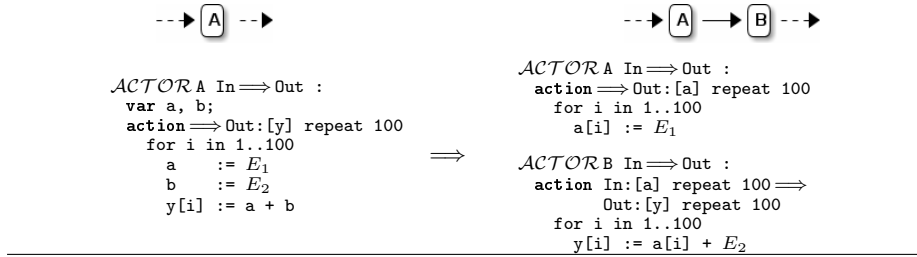 A
A B
ACTOR A In⟹Out :
var a, b;
action⟹Out:[y] repeat 100
for i in 1..100
a := E₁
b := E₂
y[i] := a + b
⟹
ACTOR A In⟹Out :
action⟹Out:[a] repeat 100
for i in 1..100
a[i] := E₁
ACTOR B In⟹Out :
action In:[a] repeat 100⟹
Out:[y] repeat 100
for i in 1..100
y[i] := a[i] + E₂